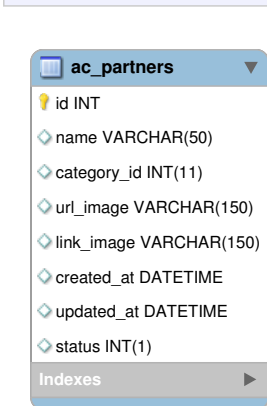 ac_partners
id INT
name VARCHAR(50)
category_id INT(11)
url_image VARCHAR(150)
link_image VARCHAR(150)
created_at DATETIME
updated_at DATETIME
status INT(1)
Indexes